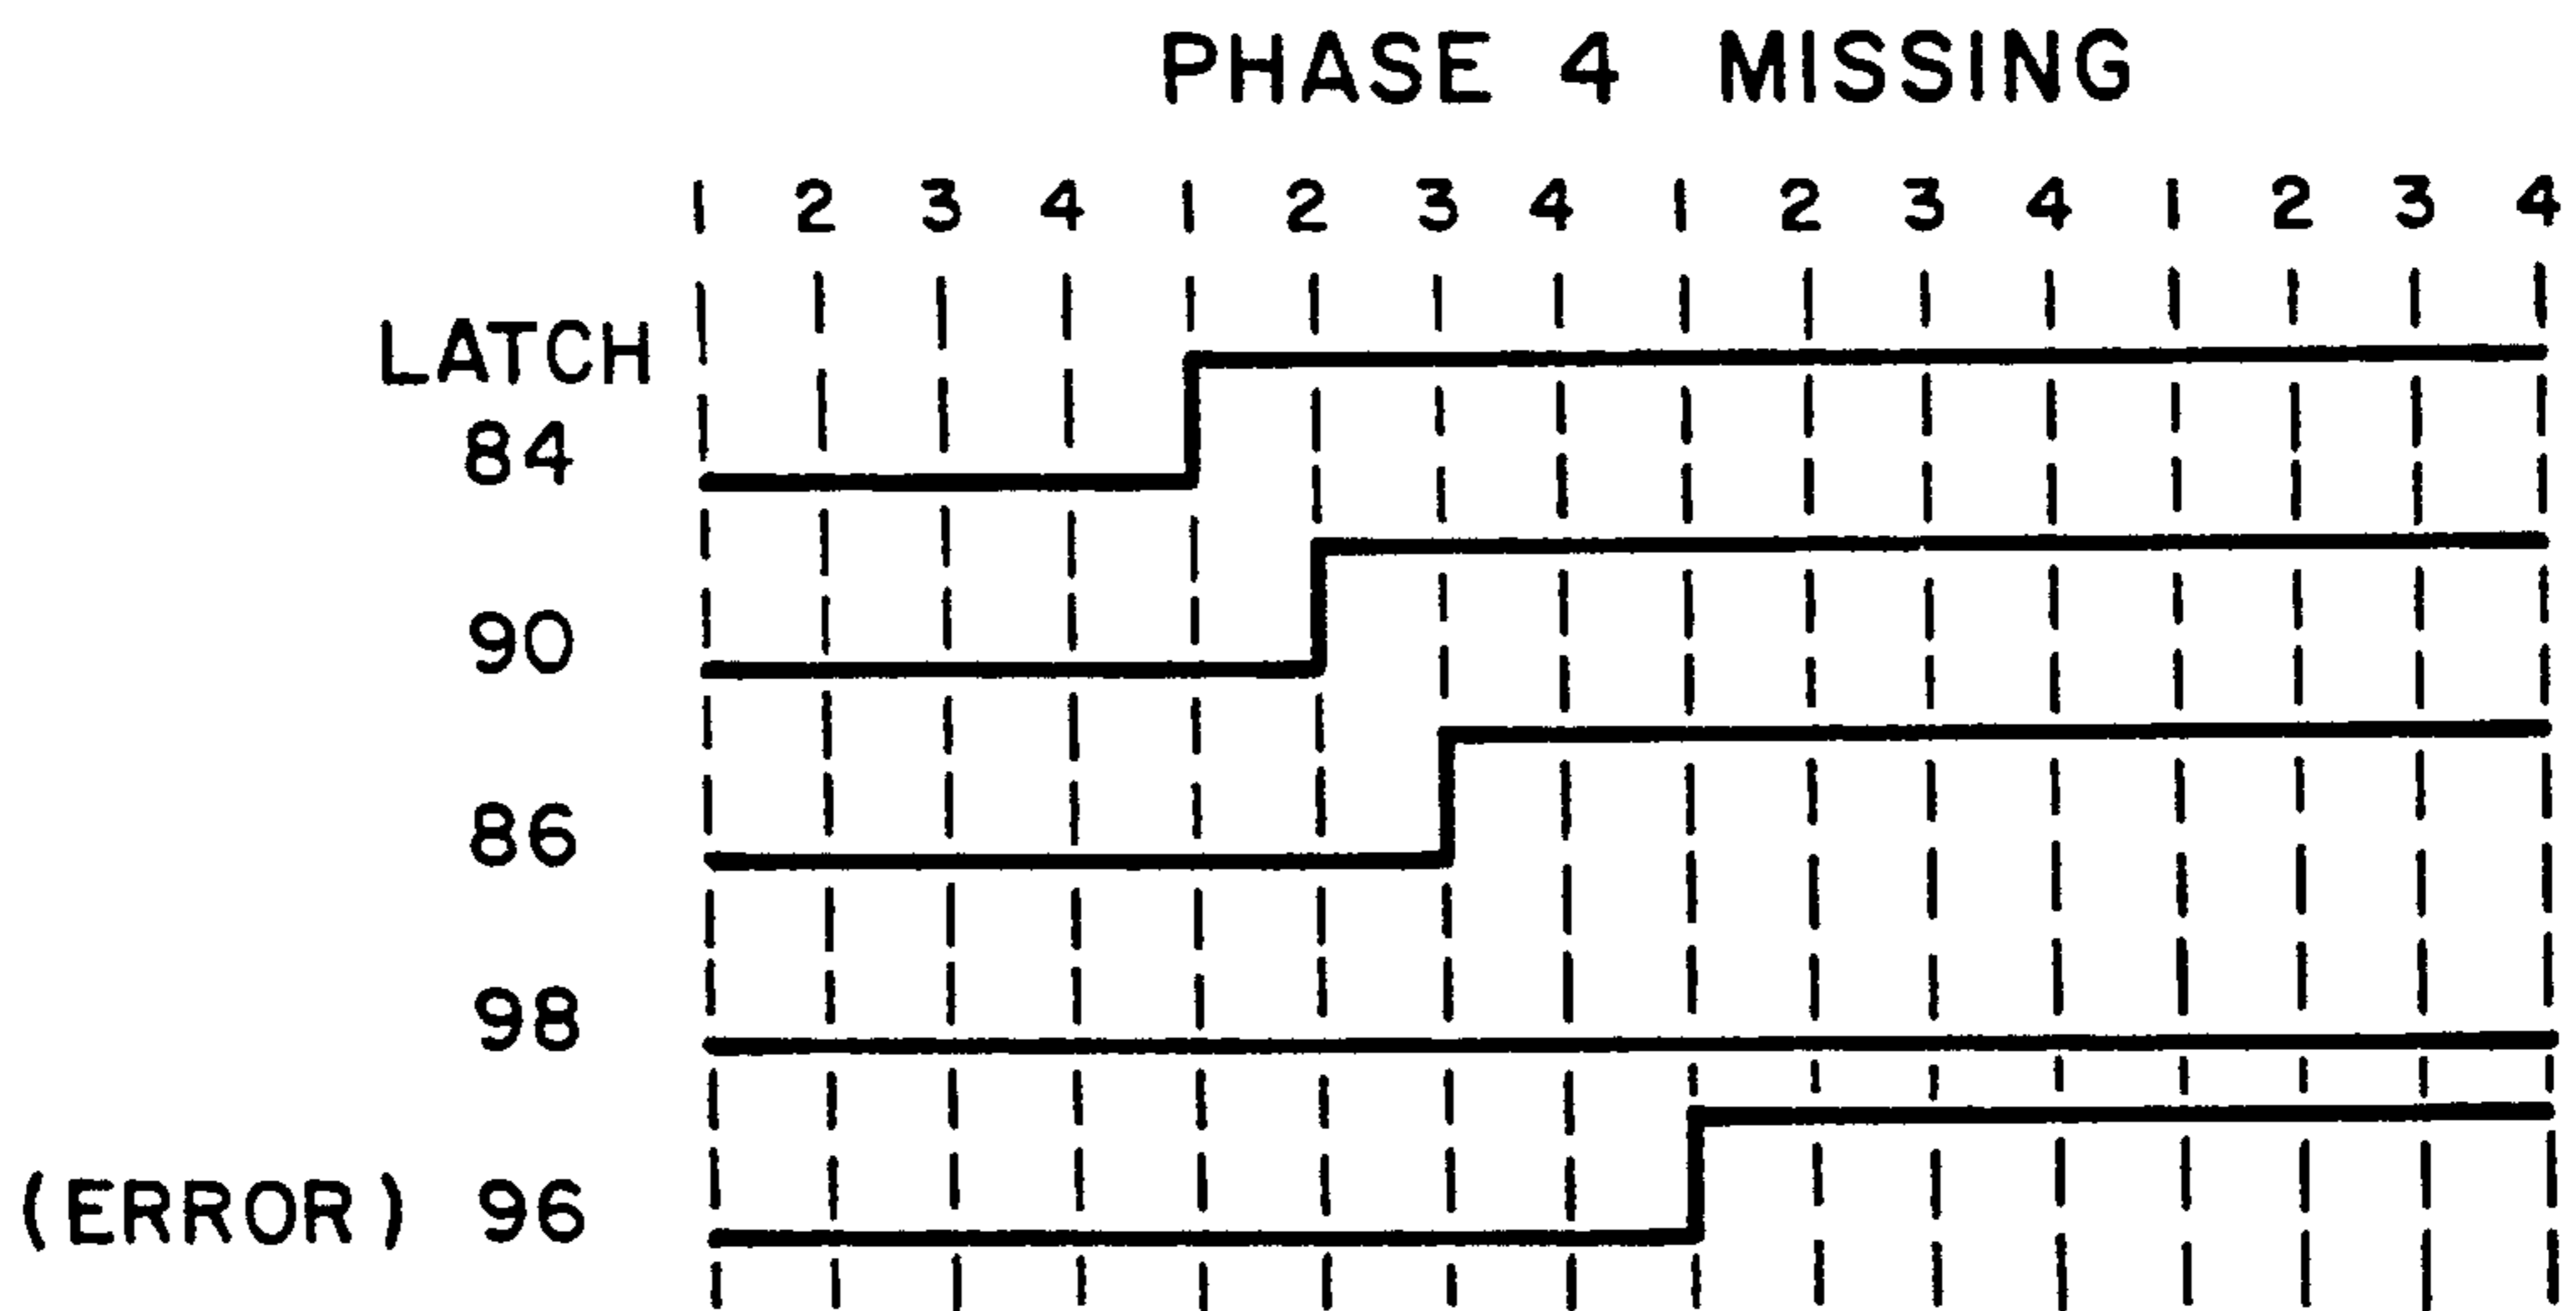 PHASE 4 MISSING
1 2 3 4 1 2 3 4 1 2 3 4 1 2 3 4
LATCH
84
90
86
98
(ERROR) 96